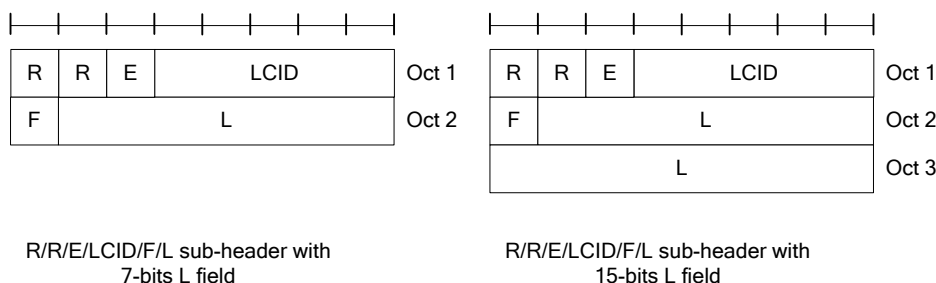 R R E LCID Oct 1
F L Oct 2
R/R/E/LCID/F/L sub-header with
7-bits L field
R R E LCID Oct 1
F L Oct 2
L Oct 3
R/R/E/LCID/F/L sub-header with
15-bits L field